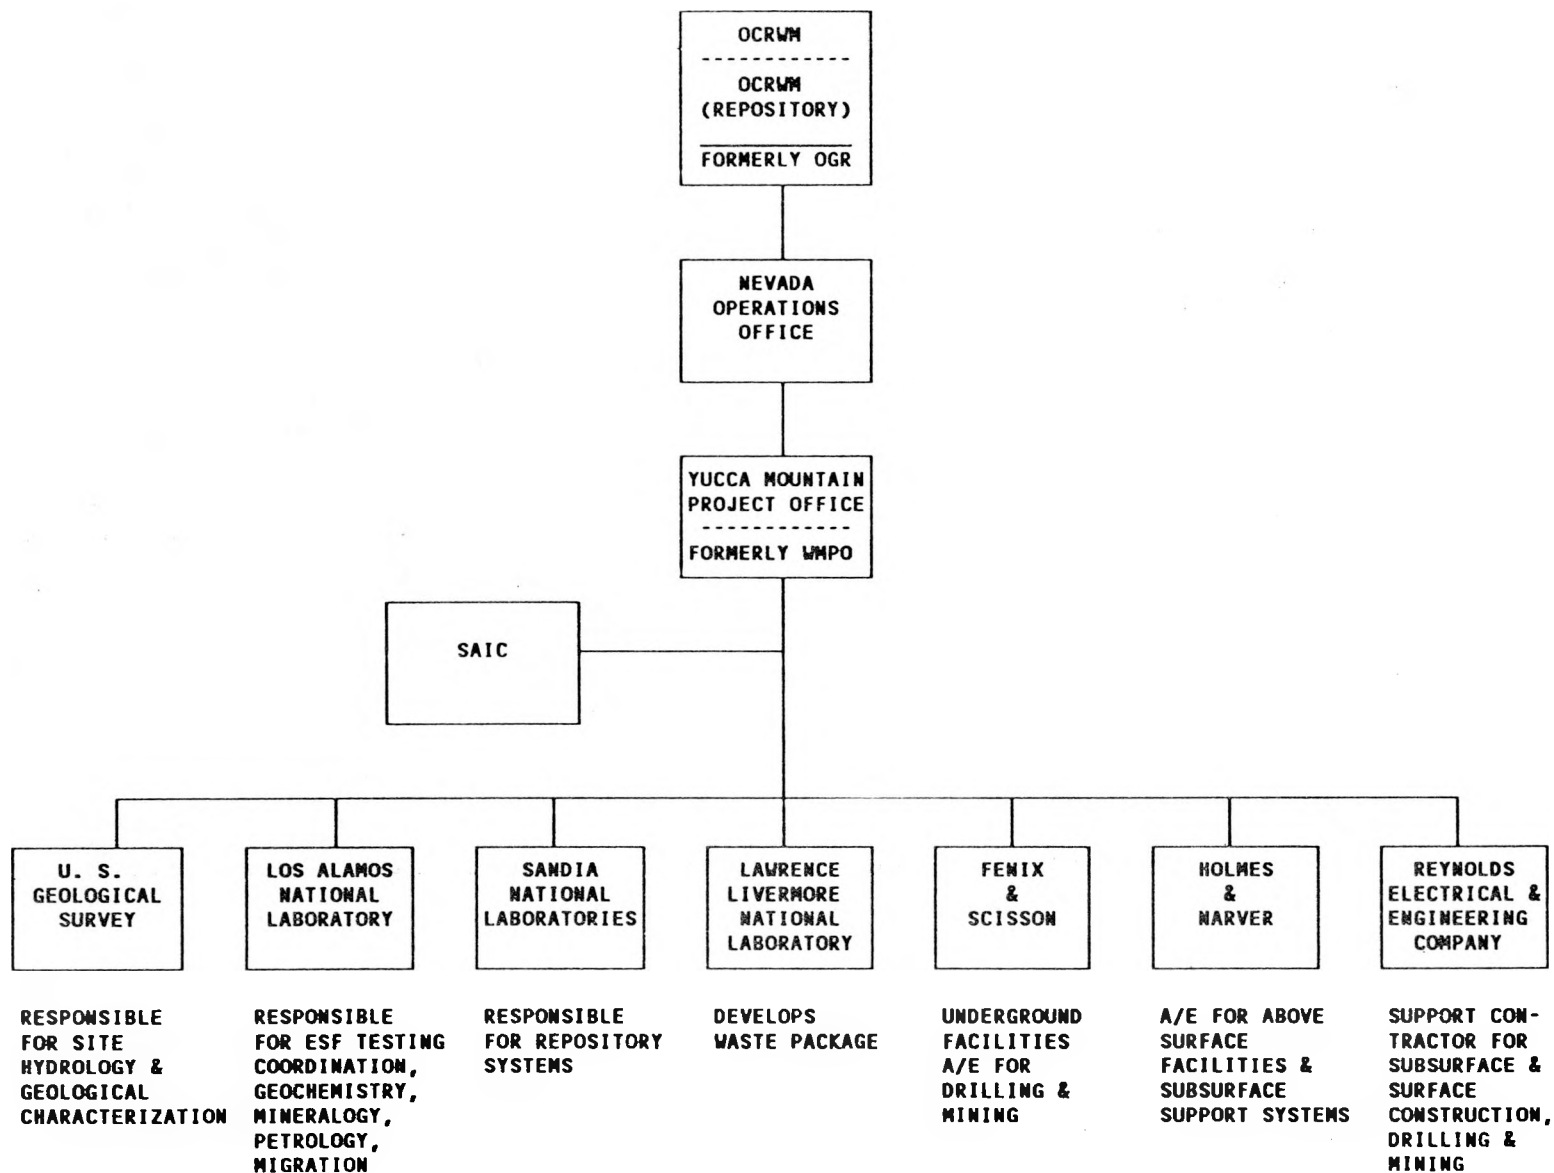 OCRWM
OCRWM
(REPOSITORY)
FORMERLY OGR
NEVADA
OPERATIONS
OFFICE
YUCCA MOUNTAIN
PROJECT OFFICE
FORMERLY WMPO
SAIC
U. S.
GEOLOGICAL
SURVEY
LOS ALAMOS
NATIONAL
LABORATORY
SANDIA
NATIONAL
LABORATORIES
LAWRENCE
LIVERMORE
NATIONAL
LABORATORY
FENIX
&
SCISSON
HOLMES
&
NARVER
REYNOLDS
ELECTRICAL &
ENGINEERING
COMPANY
RESPONSIBLE
FOR SITE
HYDROLOGY &
GEOLOGICAL
CHARACTERIZATION
RESPONSIBLE
FOR ESF TESTING
COORDINATION,
GEOCHEMISTRY,
MINERALOGY,
PETROLOGY,
MIGRATION
RESPONSIBLE
FOR REPOSITORY
SYSTEMS
DEVELOPS
WASTE PACKAGE
UNDERGROUND
FACILITIES
A/E FOR
DRILLING &
MINING
A/E FOR ABOVE
SURFACE
FACILITIES &
SUBSURFACE
SUPPORT SYSTEMS
SUPPORT CON-
TRACTOR FOR
SUBSURFACE &
SURFACE
CONSTRUCTION,
DRILLING &
MINING